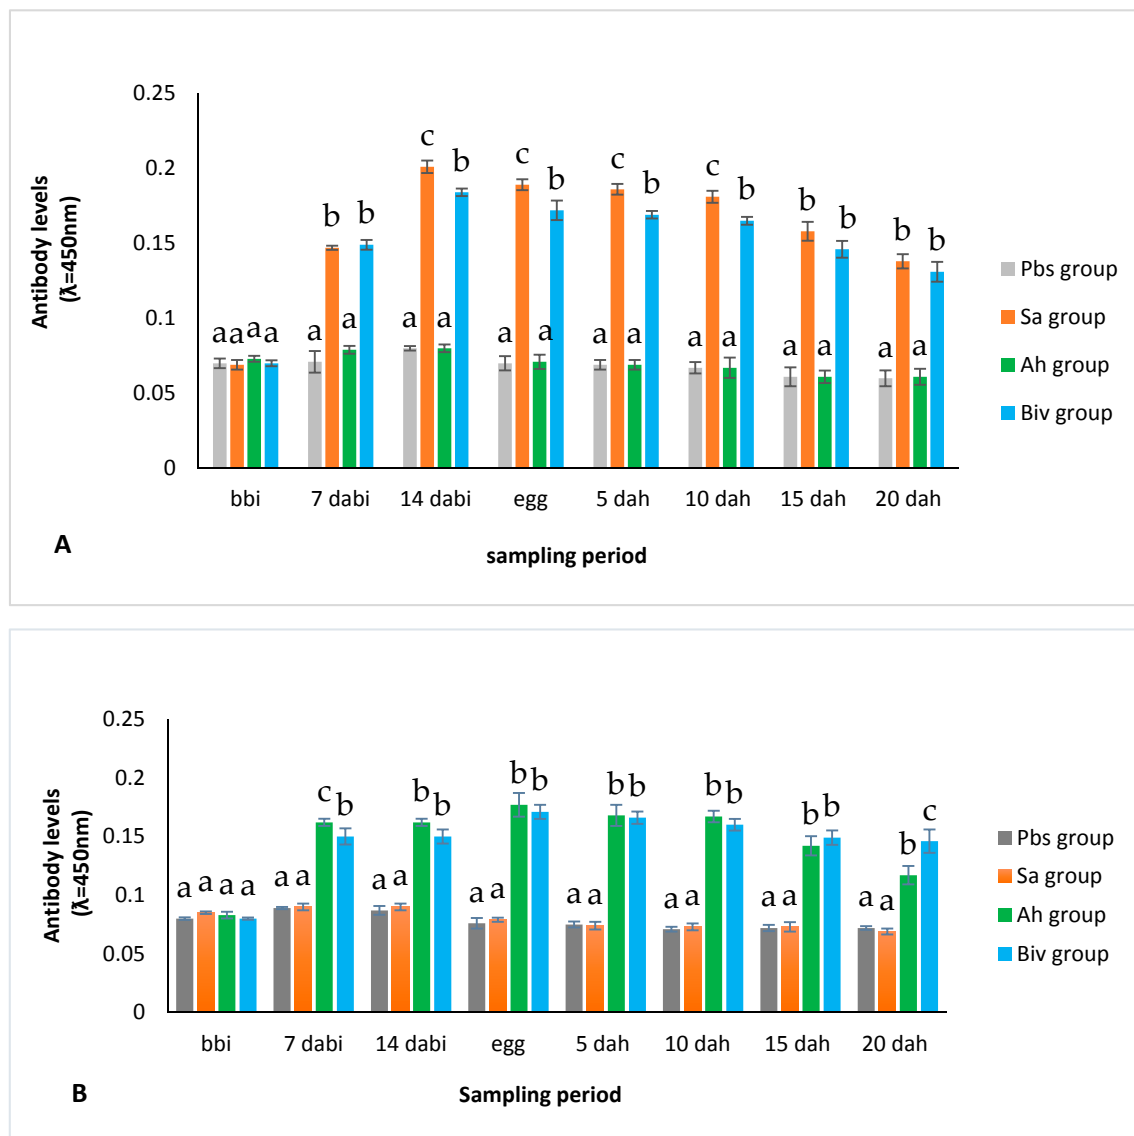 0.25
0.2
0.15
0.1
0.05
0
Antibody levels
(ƛ=450nm)
c c c c
b b b b b b b b b b
a a a a a a a a a a a a a a a a a a
bbi 7 dabi 14 dabi egg 5 dah 10 dah 15 dah 20 dah
sampling period
A
Pbs group
Sa group
Ah group
Biv group
0.25
0.2
0.15
0.1
0.05
0
Antibody levels
(ƛ=450nm)
c b b b b b b b b b b b b c
a a a a a a a a a a a a a a a a a a
bbi 7 dabi 14 dabi egg 5 dah 10 dah 15 dah 20 dah
Sampling period
B
Pbs group
Sa group
Ah group
Biv group